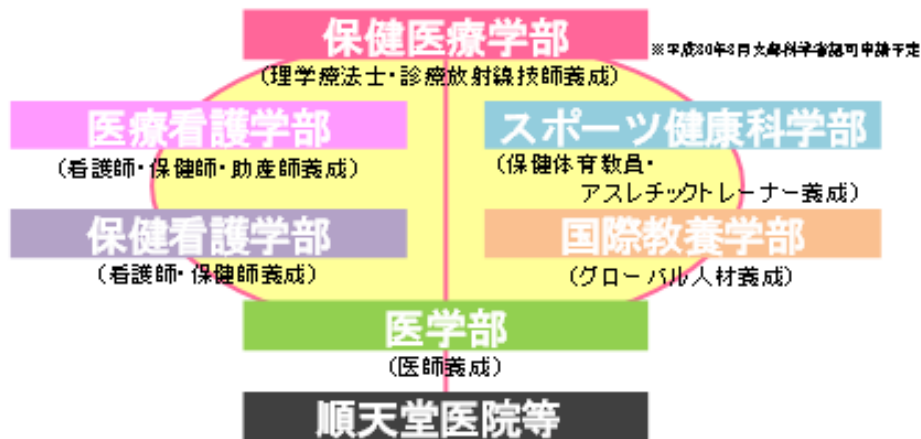 保健医療学部
※平成30年8月文部科学省認可申請予定
(理学療法士・診療放射線技師養成)
医療看護学部
(看護師・保健師・助産師養成)
スポーツ健康科学部
(保健体育教員・
アスレチックトレーナー養成)
保健看護学部
(看護師・保健師養成)
国際教養学部
(グローバル人材養成)
医学部
(医師養成)
順天堂医院等